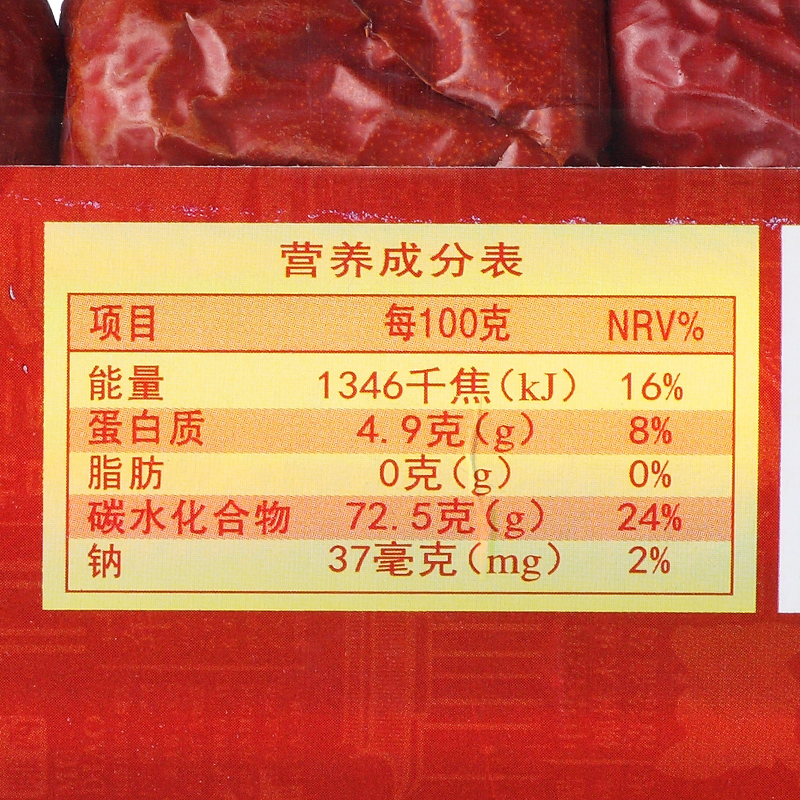 营养成分表
项目 每100克 NRV%
能量 1346千焦(kJ) 16%
蛋白质 4.9克(g) 8%
脂肪 0克(g) 0%
碳水化合物 72.5克(g) 24%
钠 37毫克(mg) 2%